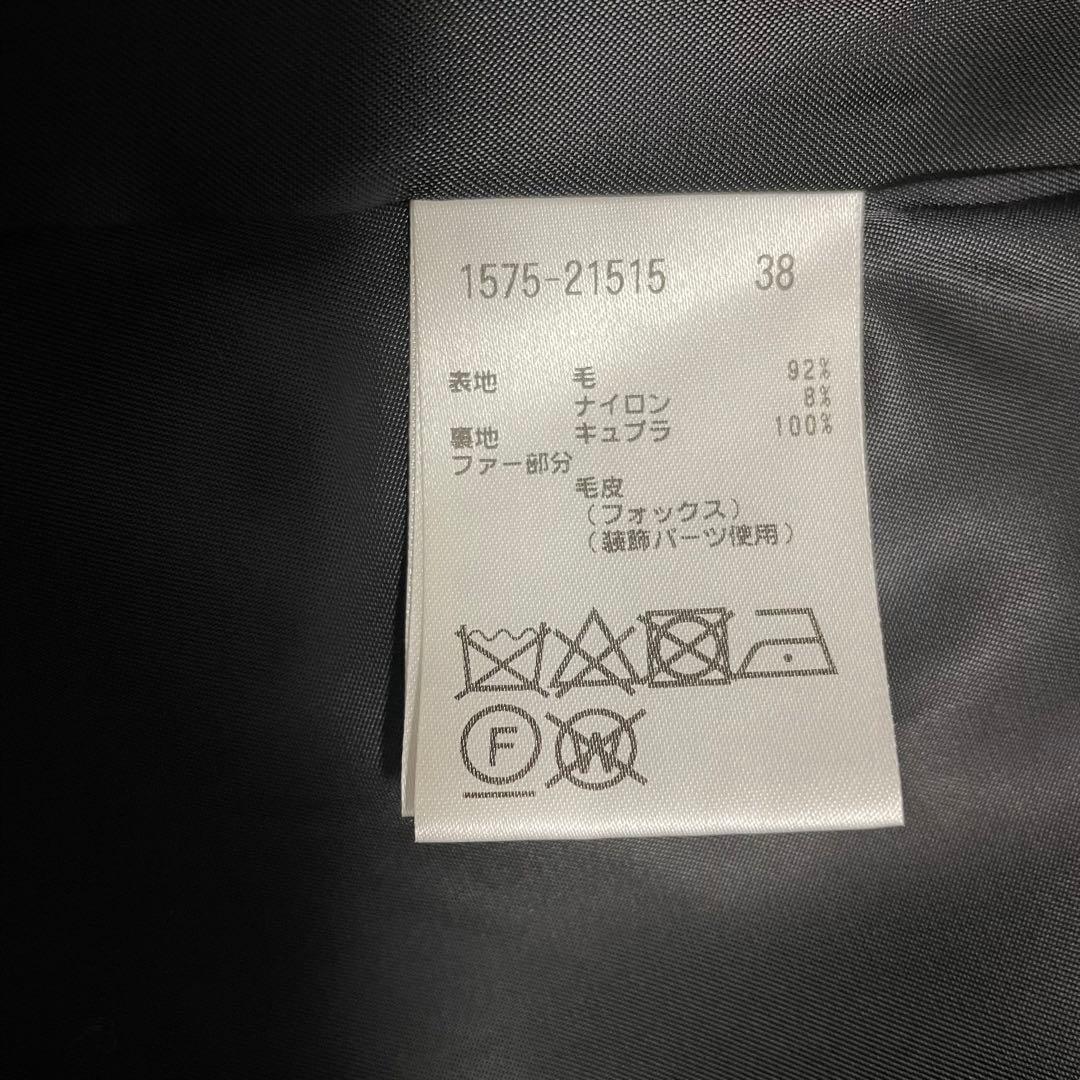 1575-21515 38
表地 毛 92%
ナイロン 8%
裏地 キュプラ 100%
ファー部分
毛皮
(フォックス)
(装飾パーツ使用)
F W